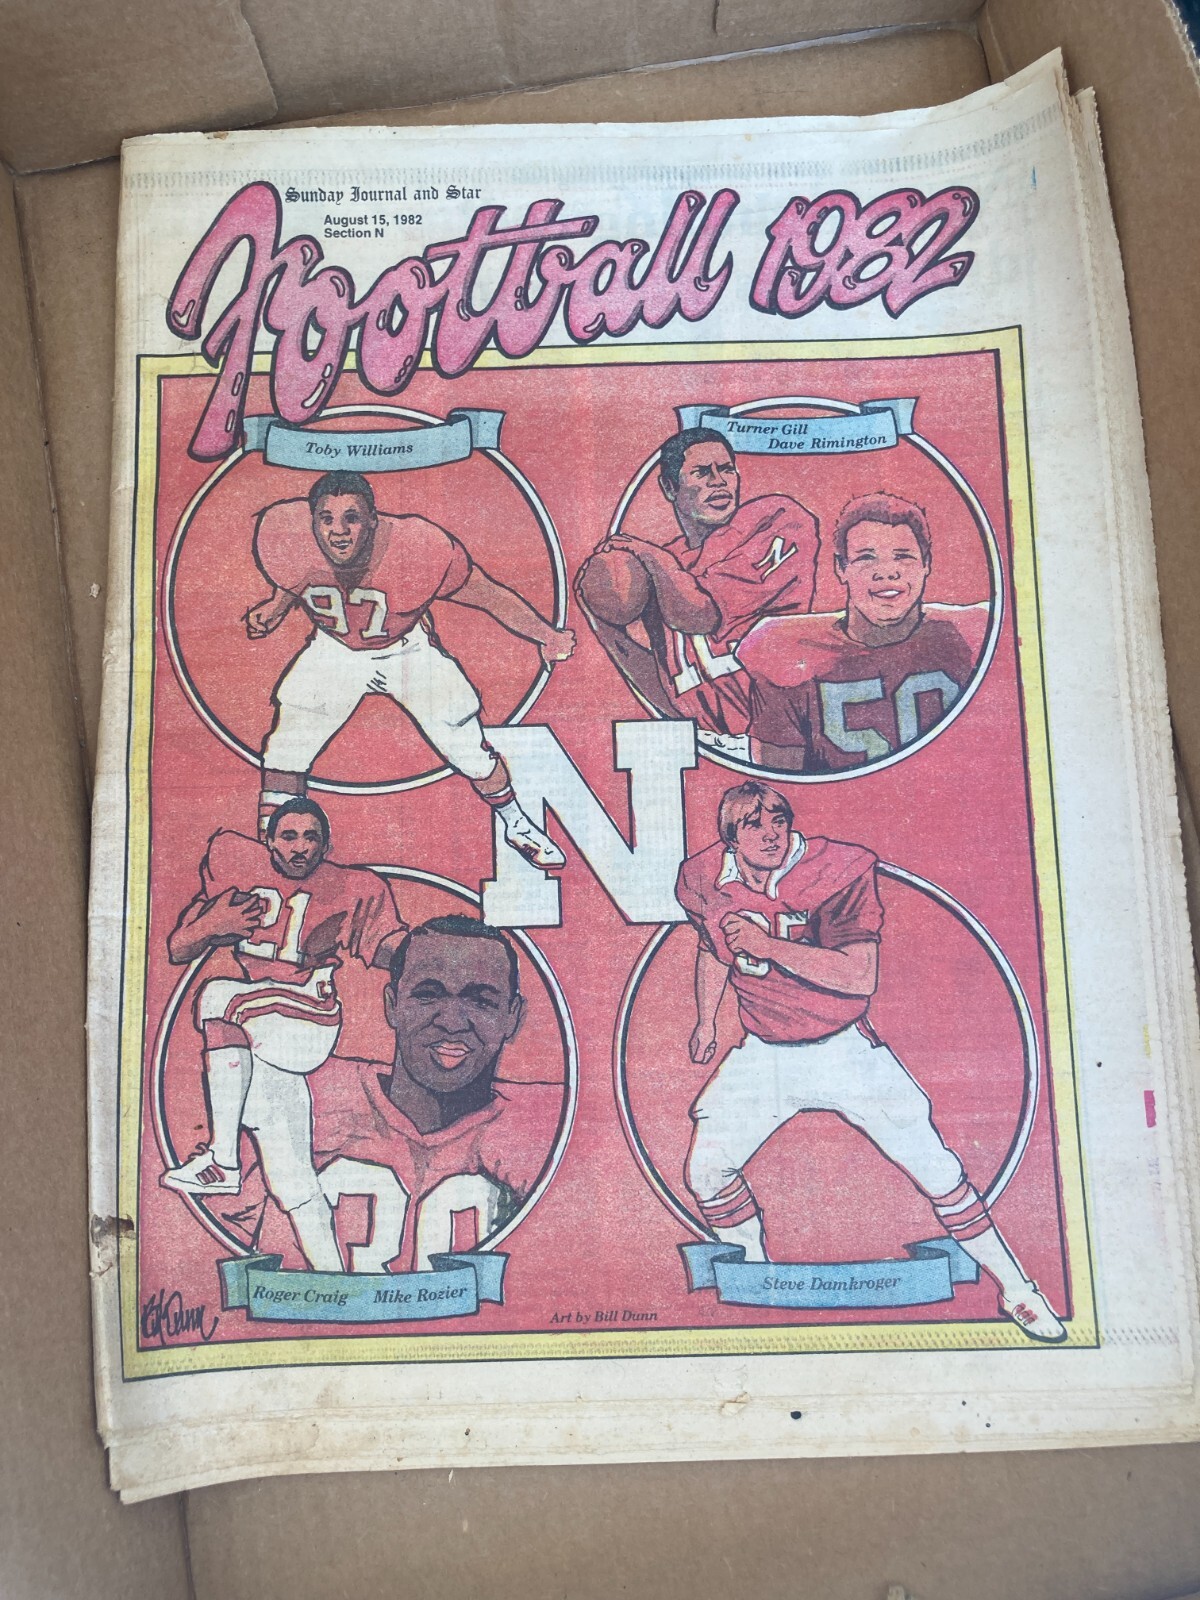 Sunday Journal and Star
August 15, 1982
Section N
Football 1982
Toby Williams
Turner Gill
Dave Rimington
97
N
50
N
21
30
Roger Craig Mike Rozier
Steve Damkroger
Art by Bill Dunn